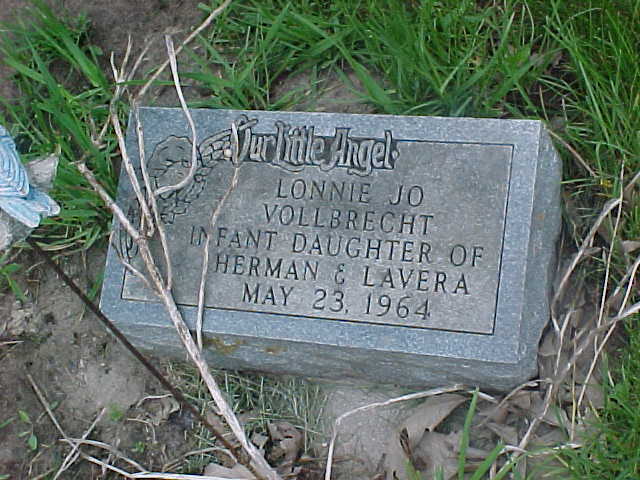 Our Little Angel
LONNIE JO
VOLLBRECHT
INFANT DAUGHTER OF
HERMAN & LAVERA
MAY 23, 1964